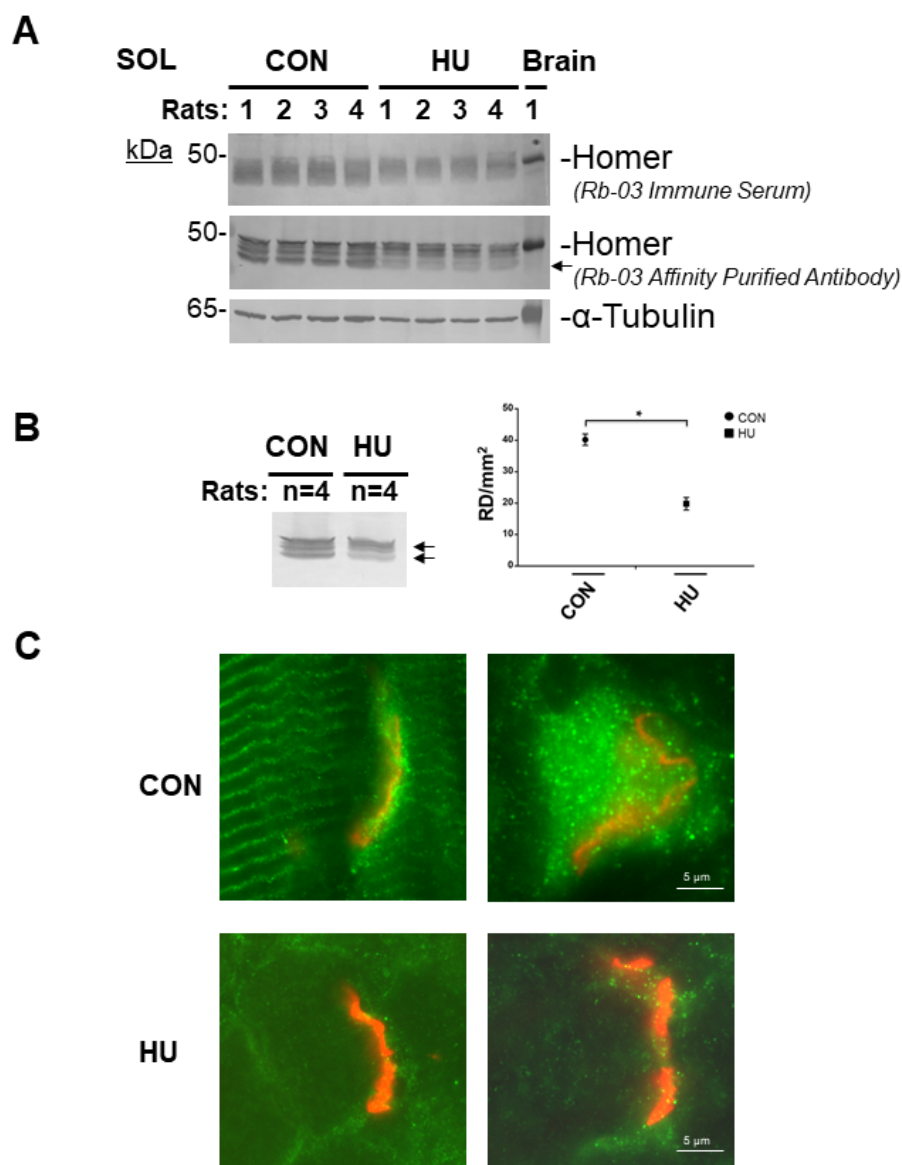 A
SOL CON HU Brain
Rats: 1 2 3 4 1 2 3 4 1
kDa 50- -Homer
(Rb-03 Immune Serum)
50- -Homer
(Rb-03 Affinity Purified Antibody)
65- -α-Tubulin
B
CON HU
Rats: n=4 n=4
50
40
30
20
10
0
RD/mm²
*
CON
HU
CON
HU
C
CON
5 µm
HU
5 µm